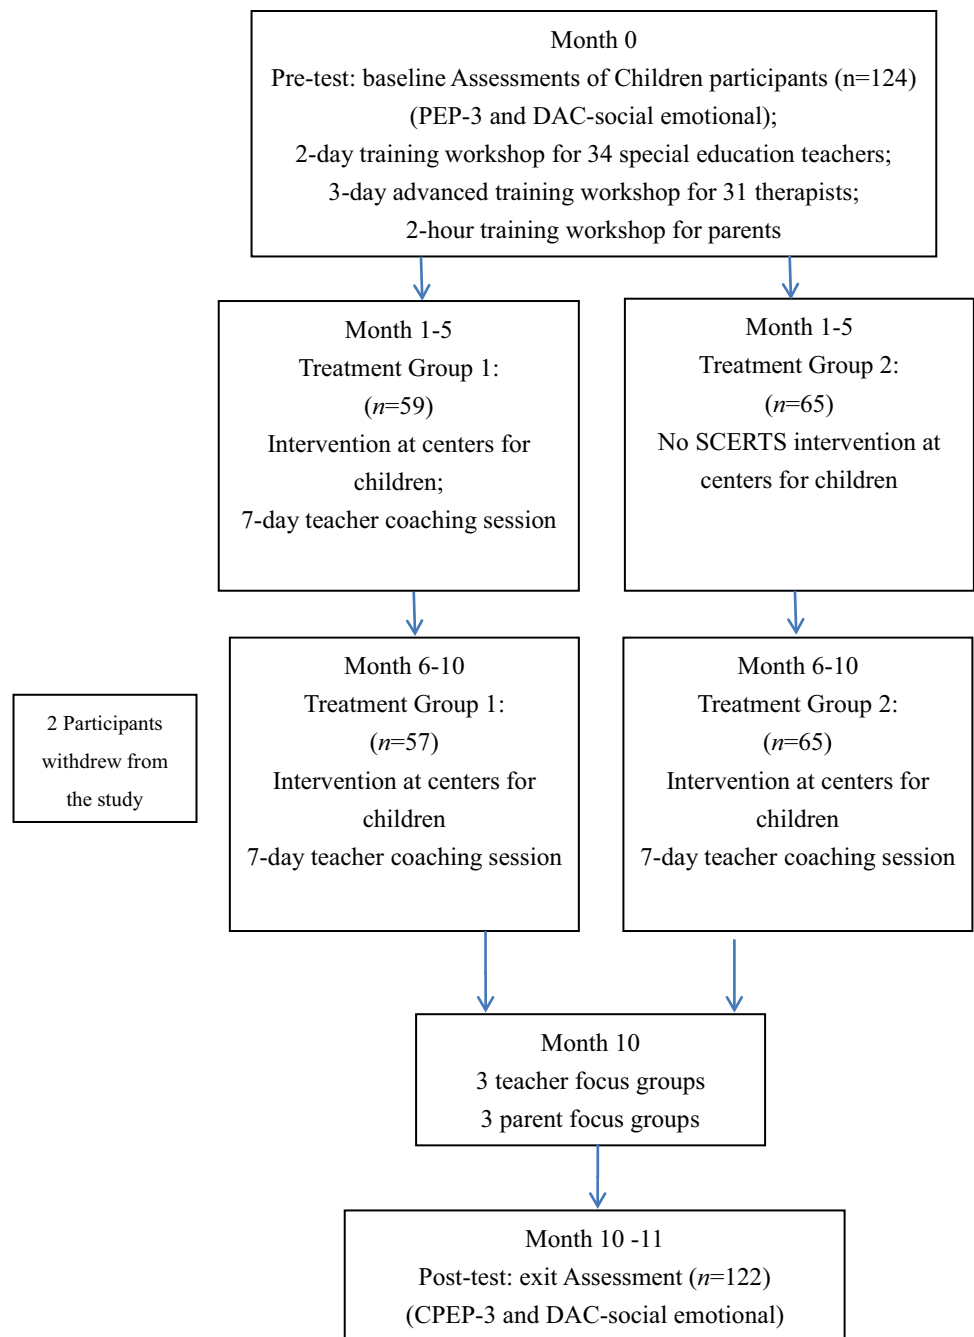 Month 0
Pre-test: baseline Assessments of Children participants (n=124)
(PEP-3 and DAC-social emotional);
2-day training workshop for 34 special education teachers;
3-day advanced training workshop for 31 therapists;
2-hour training workshop for parents
Month 1-5
Treatment Group 1:
(n=59)
Intervention at centers for
children;
7-day teacher coaching session
Month 1-5
Treatment Group 2:
(n=65)
No SCERTS intervention at
centers for children
2 Participants
withdrew from
the study
Month 6-10
Treatment Group 1:
(n=57)
Intervention at centers for
children
7-day teacher coaching session
Month 6-10
Treatment Group 2:
(n=65)
Intervention at centers for
children
7-day teacher coaching session
Month 10
3 teacher focus groups
3 parent focus groups
Month 10 -11
Post-test: exit Assessment (n=122)
(CPEP-3 and DAC-social emotional)